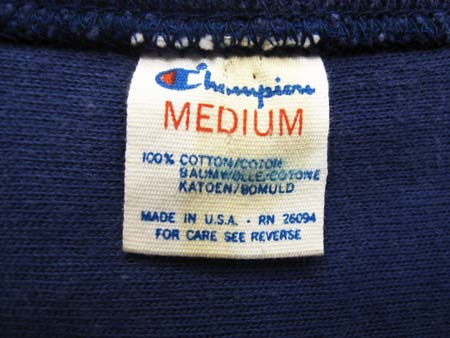 Champion
MEDIUM
100% COTTON/COTON
BAUMWOLLE/COTONE
KATOEN/BOMULD
MADE IN U.S.A. - RN 26094
FOR CARE SEE REVERSE